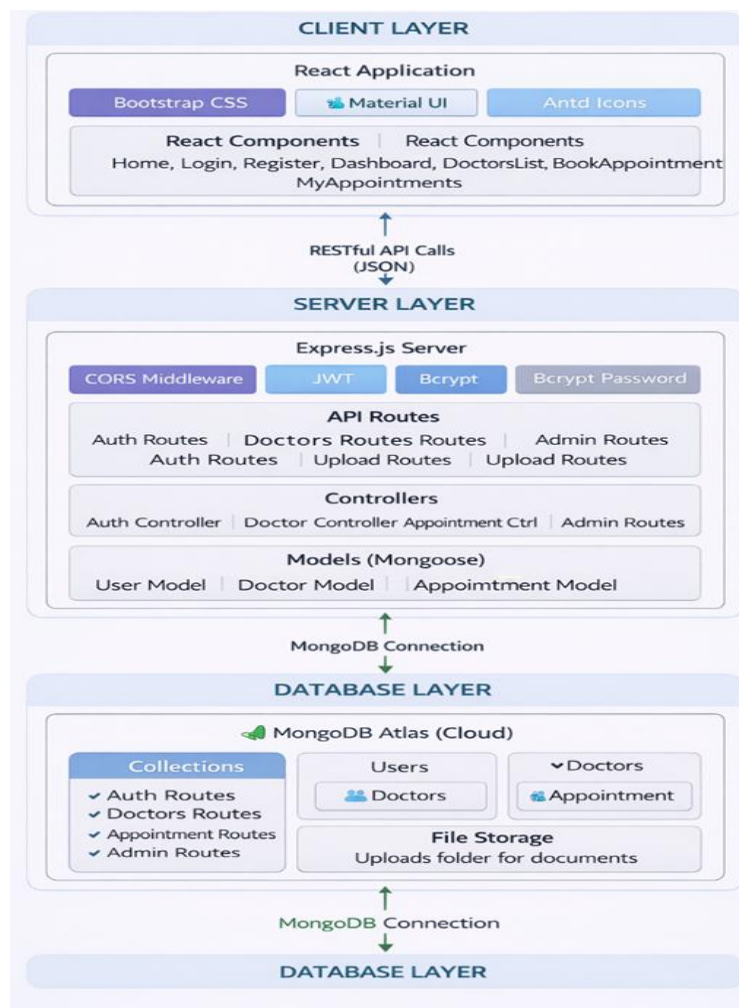 CLIENT LAYER
React Application
Bootstrap CSS
Material UI
Antd Icons
React Components | React Components
Home, Login, Register, Dashboard, DoctorsList, BookAppointment
MyAppointments
RESTful API Calls
(JSON)
SERVER LAYER
Express.js Server
CORS Middleware
JWT
Bcrypt
Bcrypt Password
API Routes
Auth Routes | Doctors Routes Routes | Admin Routes
Auth Routes | Upload Routes | Upload Routes
Controllers
Auth Controller | Doctor Controller Appointment Ctrl | Admin Routes
Models (Mongoose)
User Model | Doctor Model | Appoimtment Model
MongoDB Connection
DATABASE LAYER
MongoDB Atlas (Cloud)
Collections
Auth Routes
Doctors Routes
Appointment Routes
Admin Routes
Users
Doctors
Doctors
Appointment
File Storage
Uploads folder for documents
MongoDB Connection
DATABASE LAYER